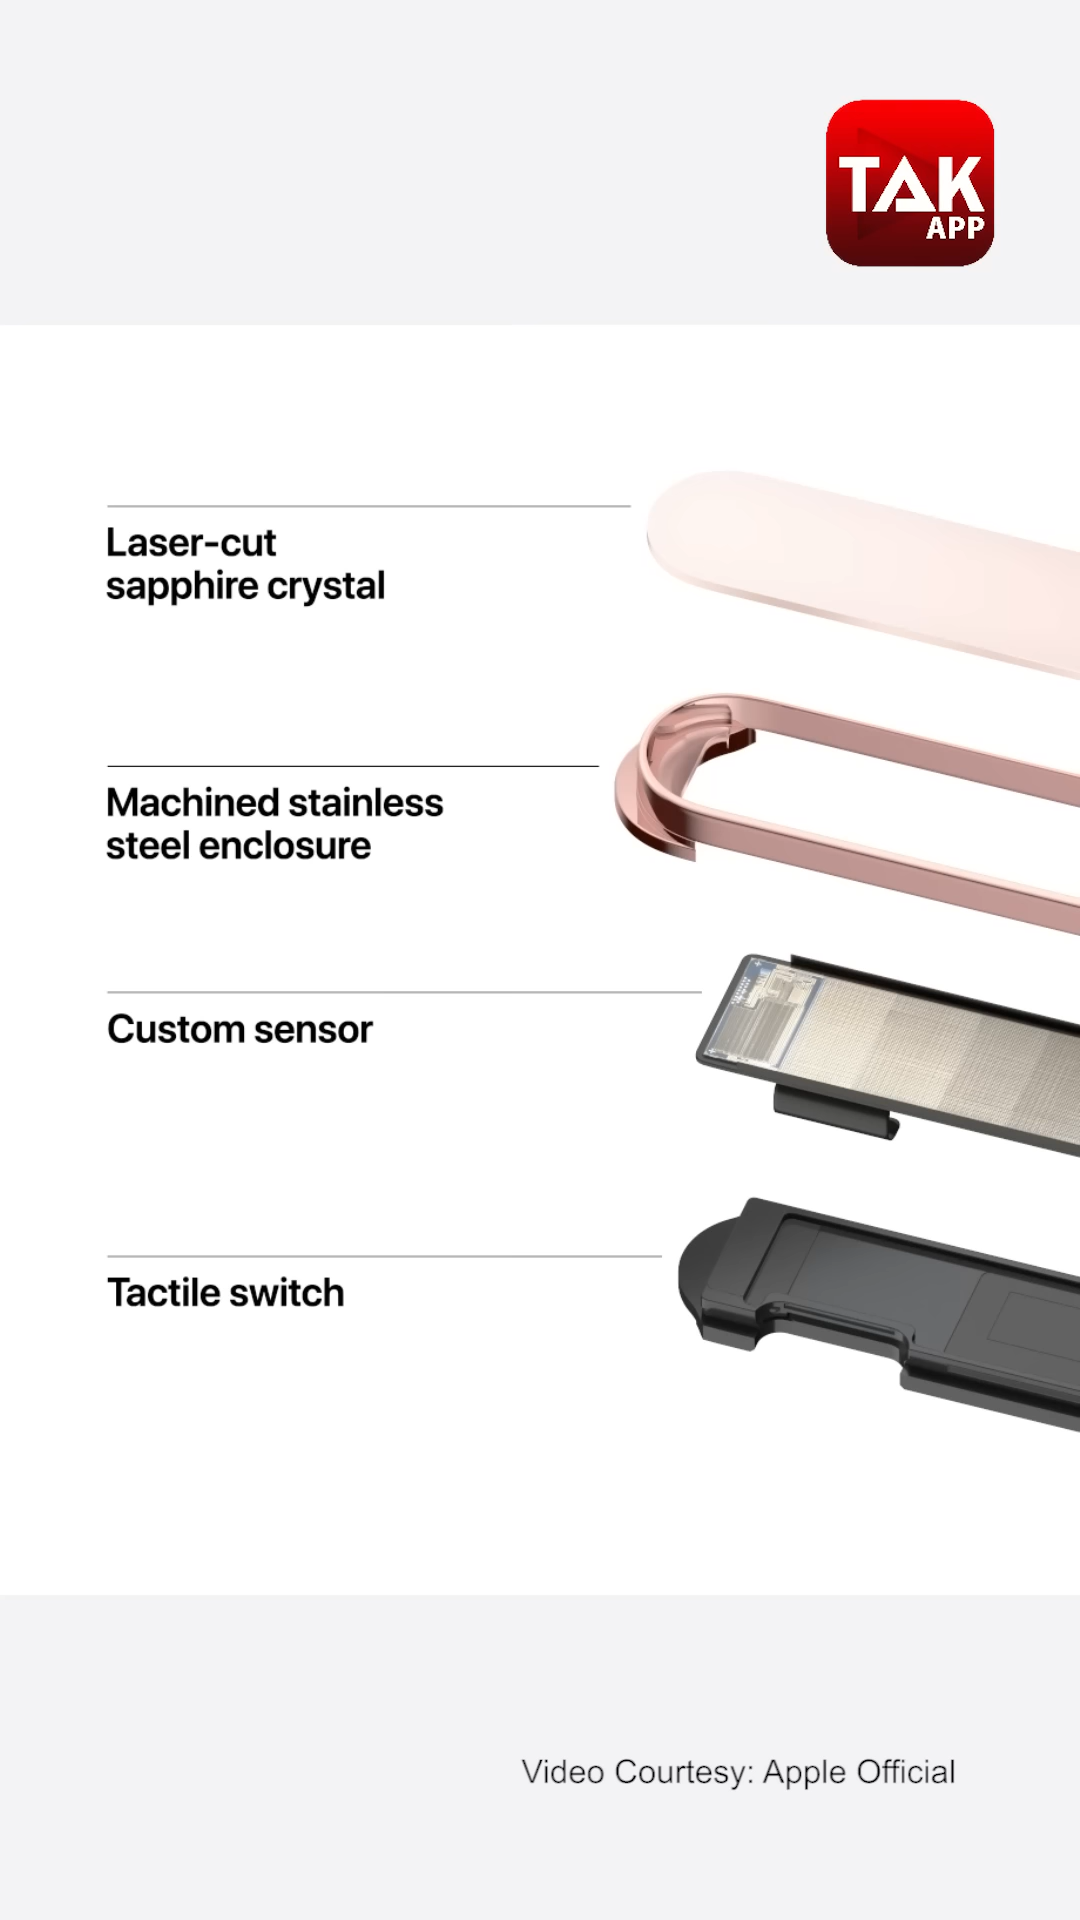 TAK
APP
Laser-cut
sapphire crystal
Machined stainless
steel enclosure
Custom sensor
Tactile switch
Video Courtesy: Apple Official